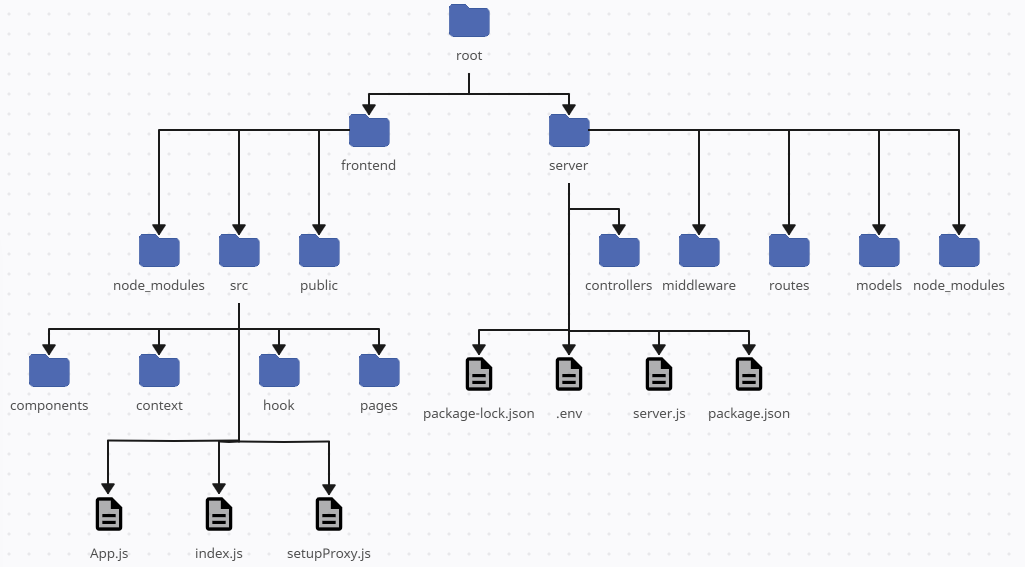 root
frontend
server
node_modules
src
public
controllers
middleware
routes
models
node_modules
components
context
hook
pages
package-lock.json
.env
server.js
package.json
App.js
index.js
setupProxy.js